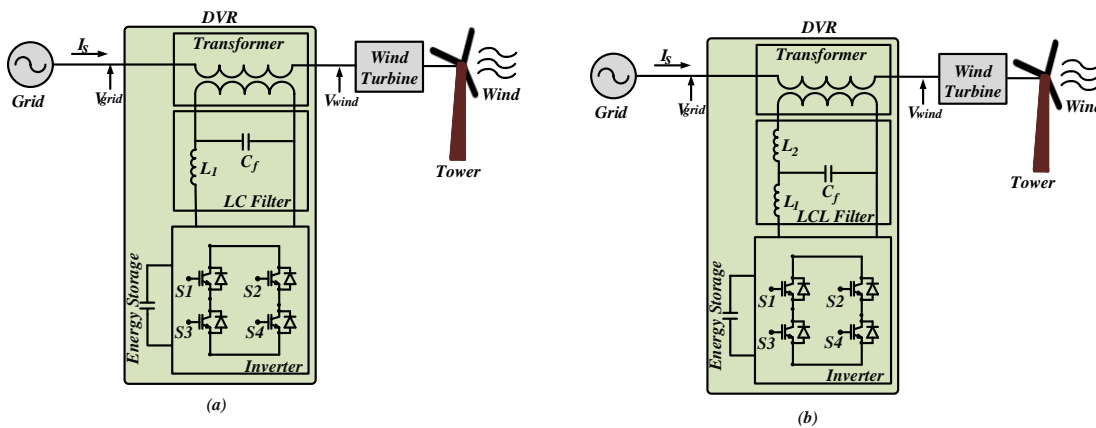 DVR
I_S
Transformer
Grid
V_grid
V_wind
Wind
Turbine
Wind
L_1
C_f
LC Filter
Tower
Energy Storage
S1
S2
S3
S4
Inverter
(a)
DVR
I_S
Transformer
Grid
V_grid
V_wind
Wind
Turbine
Wind
L_2
C_f
L_1
LCL Filter
Tower
Energy Storage
S1
S2
S3
S4
Inverter
(b)